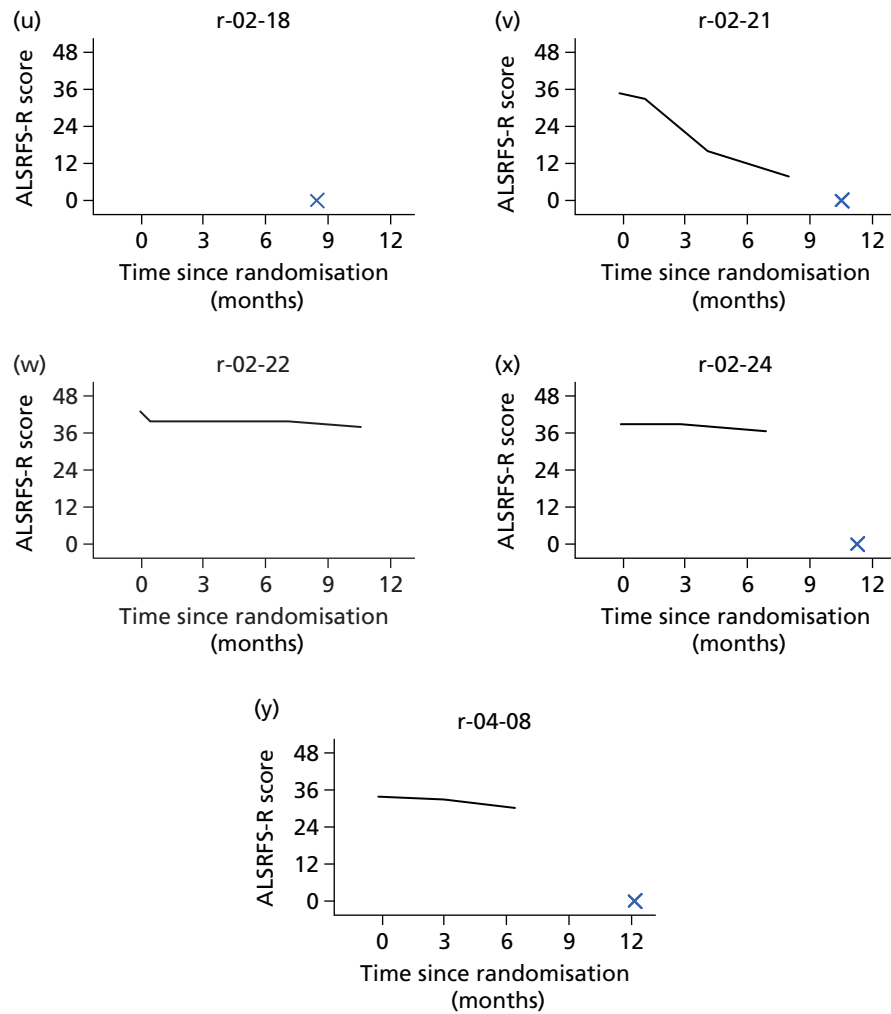 (u)
r-02-18
ALSRFS-R score
48
36
24
12
0
0 3 6 9 12
Time since randomisation
(months)
(v)
r-02-21
ALSRFS-R score
48
36
24
12
0
0 3 6 9 12
Time since randomisation
(months)
(w)
r-02-22
ALSRFS-R score
48
36
24
12
0
0 3 6 9 12
Time since randomisation
(months)
(x)
r-02-24
ALSRFS-R score
48
36
24
12
0
0 3 6 9 12
Time since randomisation
(months)
(y)
r-04-08
ALSRFS-R score
48
36
24
12
0
0 3 6 9 12
Time since randomisation
(months)